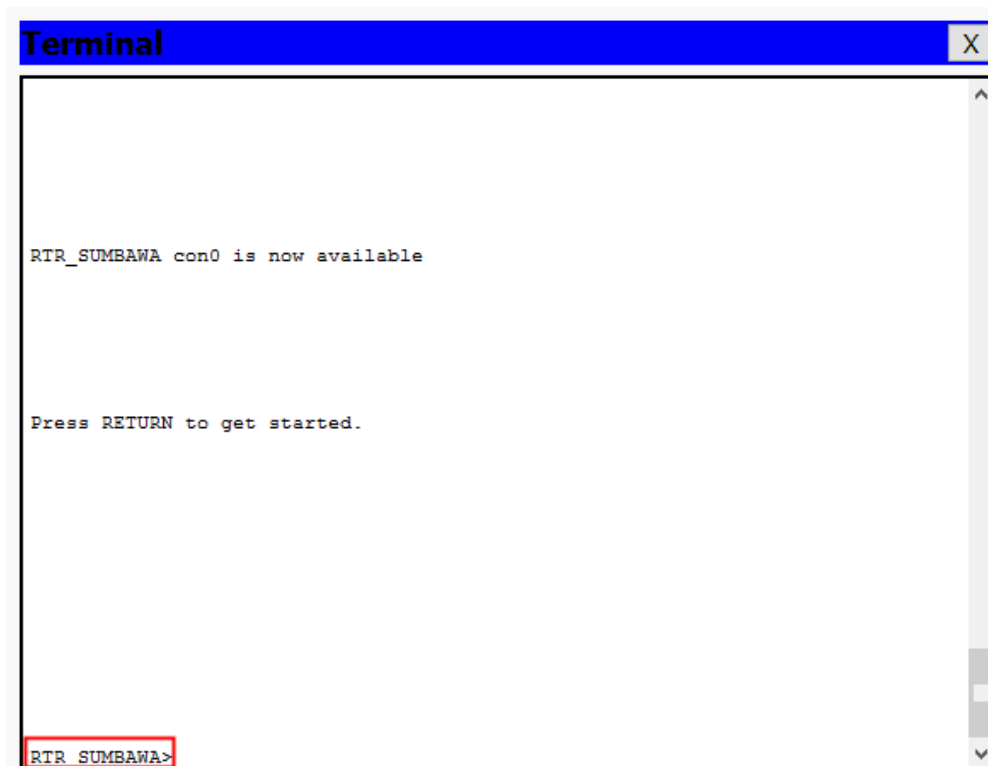 Terminal
X
RTR_SUMBAWA con0 is now available
Press RETURN to get started.
RTR_SUMBAWA>